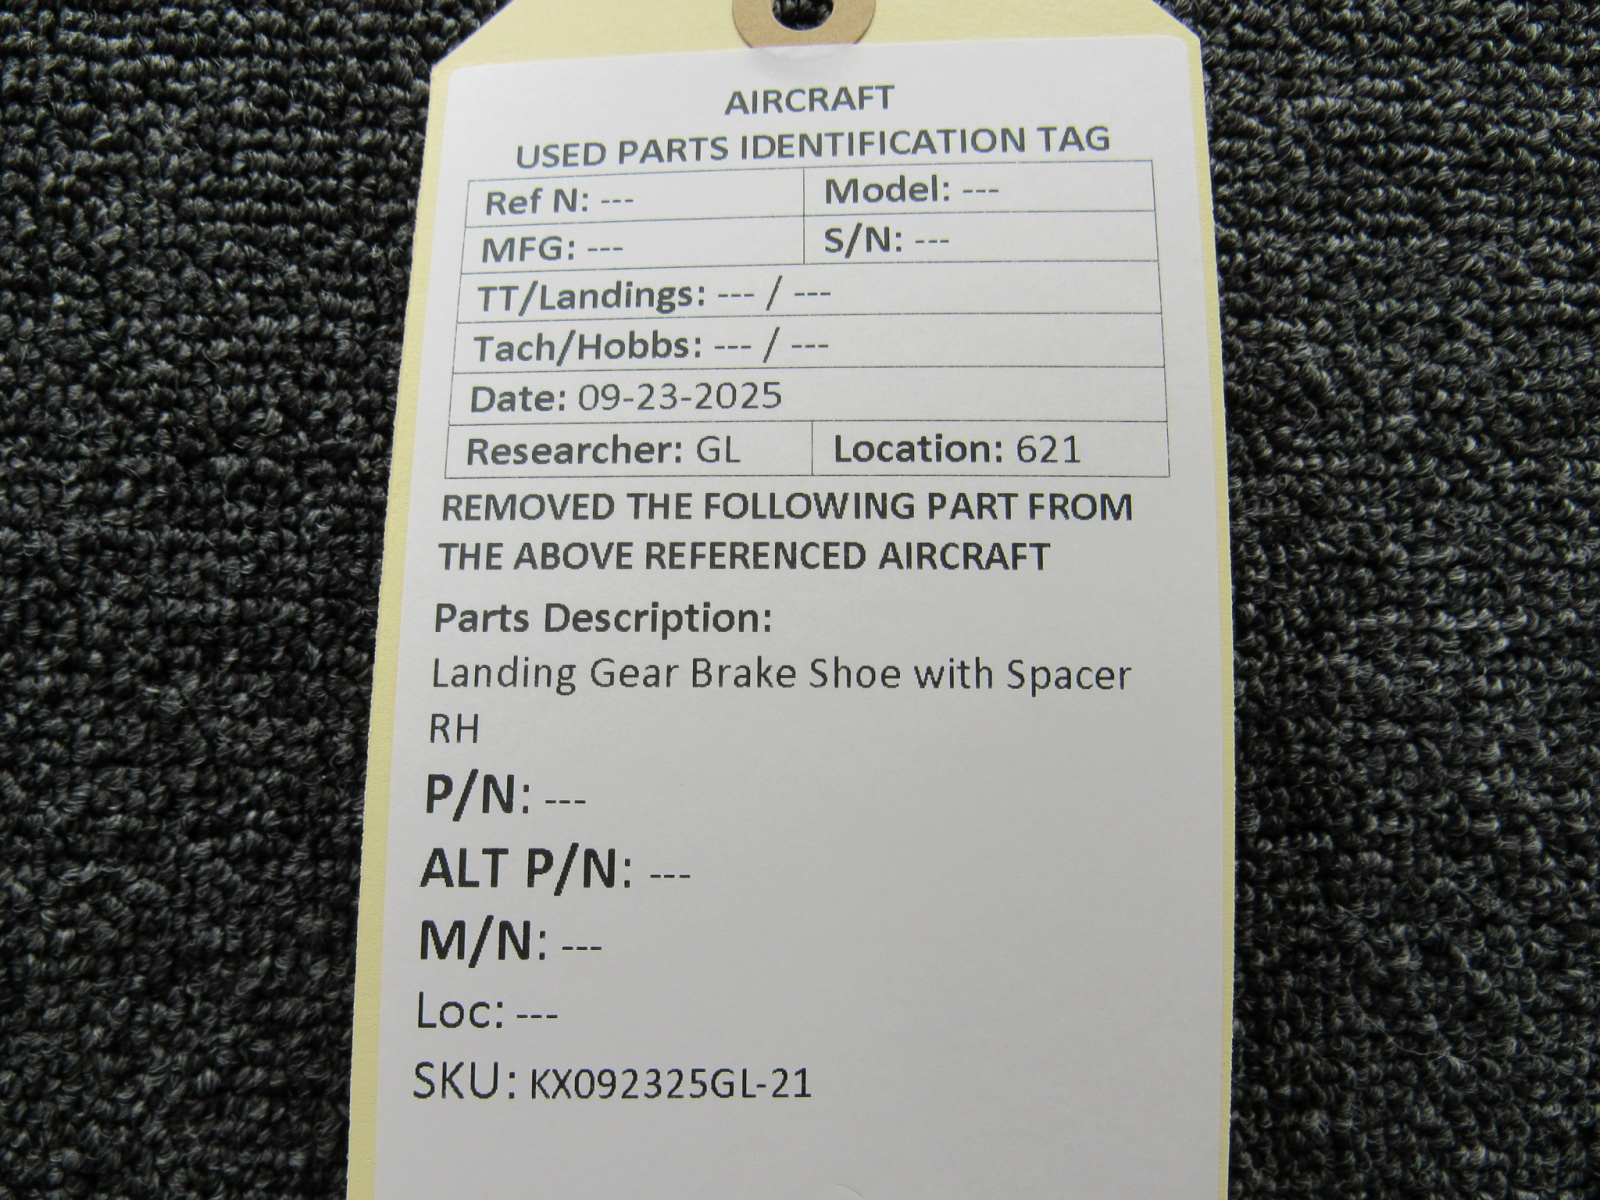 AIRCRAFT
USED PARTS IDENTIFICATION TAG
Ref N: --- Model: ---
MFG: --- S/N: ---
TT/Landings: --- / ---
Tach/Hobbs: --- / ---
Date: 09-23-2025
Researcher: GL Location: 621
REMOVED THE FOLLOWING PART FROM
THE ABOVE REFERENCED AIRCRAFT
Parts Description:
Landing Gear Brake Shoe with Spacer
RH
P/N: ---
ALT P/N: ---
M/N: ---
Loc: ---
SKU: KX092325GL-21